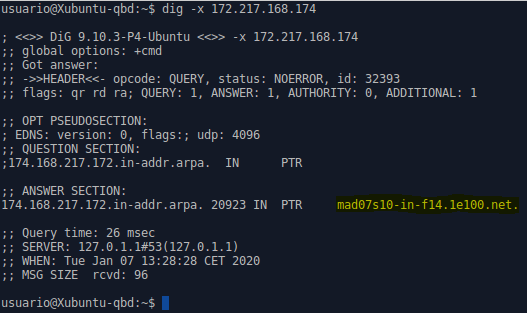 usuario@Xubuntu-qbd:~$ dig -x 172.217.168.174
; <<>> DiG 9.10.3-P4-Ubuntu <<>> -x 172.217.168.174
;; global options: +cmd
;; Got answer:
;; ->>HEADER<<- opcode: QUERY, status: NOERROR, id: 32393
;; flags: qr rd ra; QUERY: 1, ANSWER: 1, AUTHORITY: 0, ADDITIONAL: 1
;; OPT PSEUDOSECTION:
; EDNS: version: 0, flags:; udp: 4096
;; QUESTION SECTION:
;174.168.217.172.in-addr.arpa. IN PTR
;; ANSWER SECTION:
174.168.217.172.in-addr.arpa. 20923 IN PTR mad07s10-in-f14.1e100.net.
;; Query time: 26 msec
;; SERVER: 127.0.1.1#53(127.0.1.1)
;; WHEN: Tue Jan 07 13:28:28 CET 2020
;; MSG SIZE rcvd: 96
usuario@Xubuntu-qbd:~$